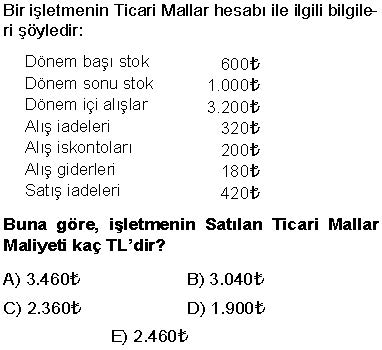 Bir işletmenin Ticari Mallar hesabı ile ilgili bilgile-
ri şöyledir:
Dönem başı stok 600₺
Dönem sonu stok 1.000₺
Dönem içi alışlar 3.200₺
Alış iadeleri 320₺
Alış iskontoları 200₺
Alış giderleri 180₺
Satış iadeleri 420₺
Buna göre, işletmenin Satılan Ticari Mallar
Maliyeti kaç TL'dir?
A) 3.460₺ B) 3.040₺
C) 2.360₺ D) 1.900₺
E) 2.460₺